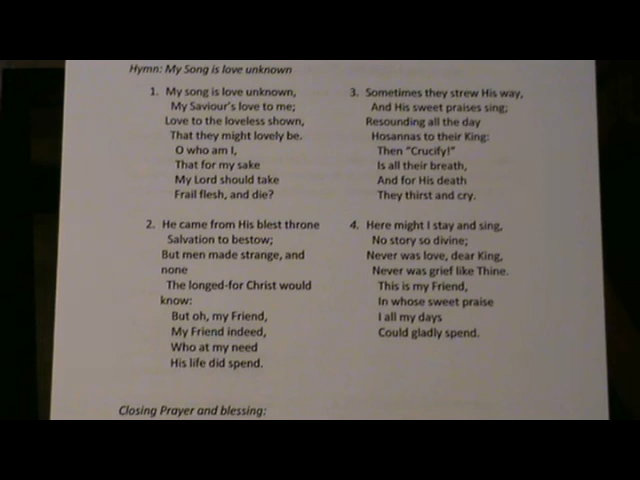 Hymn: My Song is love unknown
1. My song is love unknown,
My Saviour's love to me;
Love to the loveless shown,
That they might lovely be.
O who am I,
That for my sake
My Lord should take
Frail flesh, and die?
2. He came from His blest throne
Salvation to bestow;
But men made strange, and
none
The longed-for Christ would
know:
But oh, my Friend,
My Friend indeed,
Who at my need
His life did spend.
3. Sometimes they strew His way,
And His sweet praises sing;
Resounding all the day
Hosannas to their King:
Then "Crucify!"
Is all their breath,
And for His death
They thirst and cry.
4. Here might I stay and sing,
No story so divine;
Never was love, dear King,
Never was grief like Thine.
This is my Friend,
In whose sweet praise
I all my days
Could gladly spend.
Closing Prayer and blessing: